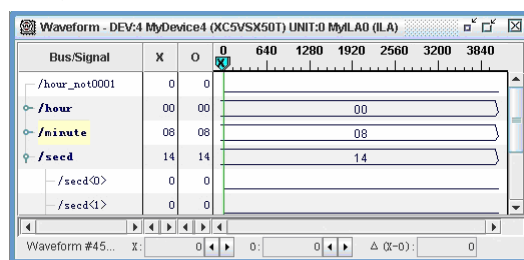 Waveform - DEV:4 MyDevice4 (XC5VSX50T) UNIT:0 MyILA0 (ILA)
Bus/Signal X O 0 640 1280 1920 2560 3200 3840
/hour_not0001 0 0
/hour 00 00 00
/minute 08 08 08
/secd 14 14 14
/secd<0> 0 0
/secd<1> 0 0
Waveform #45... X: 0 O: 0 Δ (X-O): 0